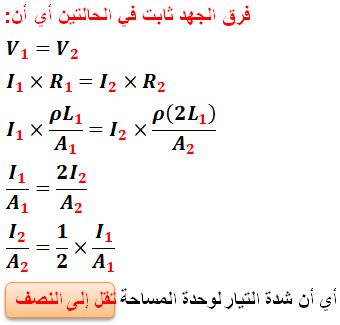 فرق الجهد ثابت في الحالتين أي أن:
V₁ = V₂
I₁ × R₁ = I₂ × R₂
I₁ × ρL₁/A₁ = I₂ × ρ(2L₁)/A₂
I₁/A₁ = 2I₂/A₂
I₂/A₂ = 1/2 × I₁/A₁
أي أن شدة التيار لوحدة المساحة تقل إلى النصف